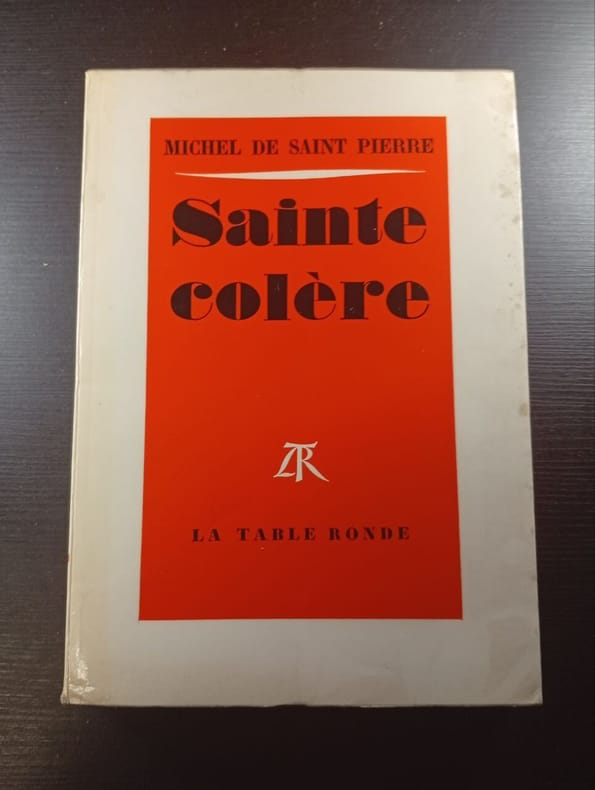 MICHEL DE SAINT PIERRE
Sainte
colère
LTR
LA TABLE RONDE